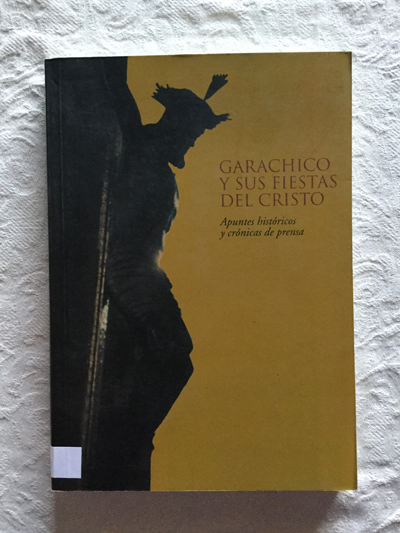 GARACHICO
Y SUS FIESTAS
DEL CRISTO
Apuntes históricos
y crónicas de prensa